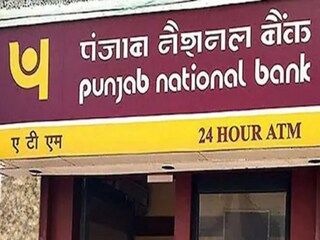 पंजाब नैशनल बैंक
punjab national bank
ए टी एम 24 HOUR ATM